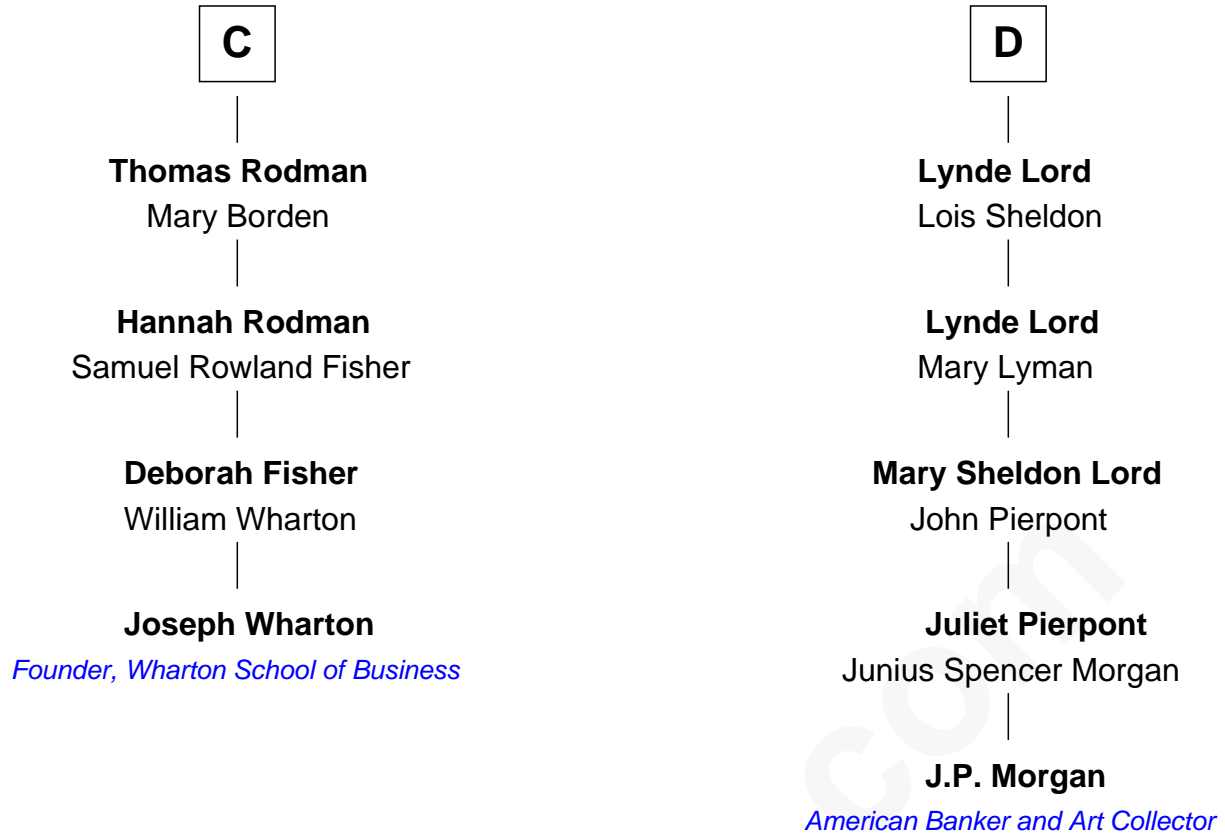 C
Thomas Rodman
Mary Borden
Hannah Rodman
Samuel Rowland Fisher
Deborah Fisher
William Wharton
Joseph Wharton
Founder, Wharton School of Business
D
Lynde Lord
Lois Sheldon
Lynde Lord
Mary Lyman
Mary Sheldon Lord
John Pierpont
Juliet Pierpont
Junius Spencer Morgan
J.P. Morgan
American Banker and Art Collector
com